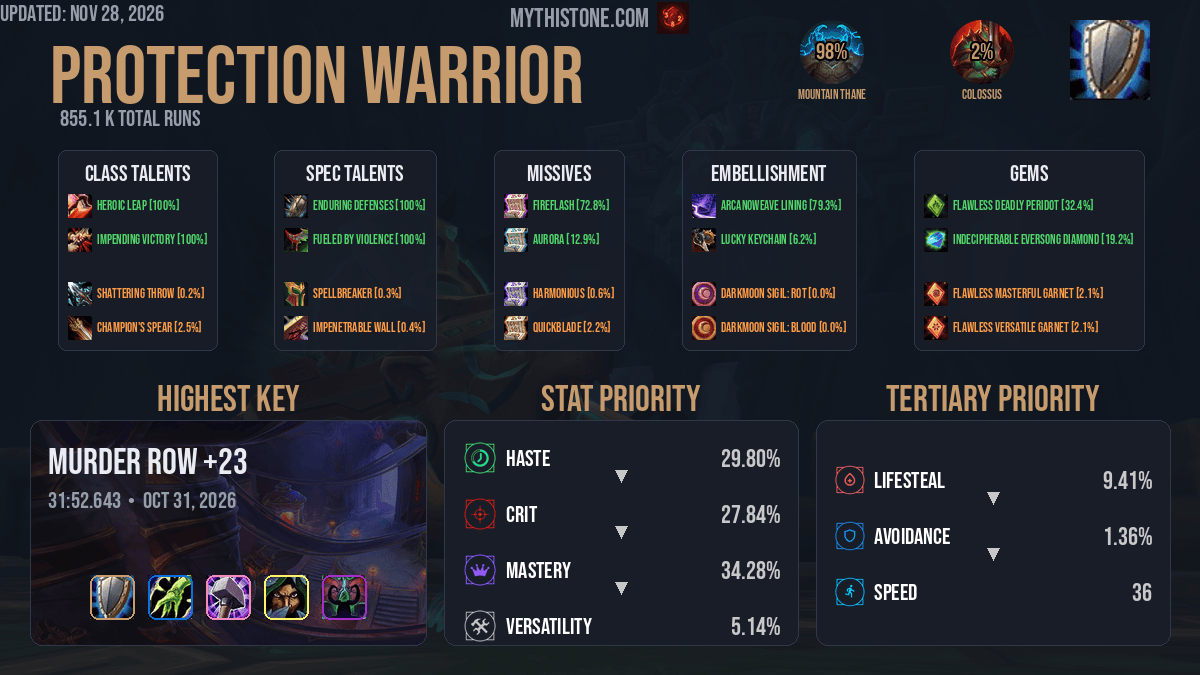 UPDATED: NOV 28, 2026
MYTHISTONE.COM
PROTECTION WARRIOR
855.1 K TOTAL RUNS
98%
MOUNTAIN THANE
2%
COLOSSUS
CLASS TALENTS
HEROIC LEAP [100%]
IMPENDING VICTORY [100%]
SHATTERING THROW [0.2%]
CHAMPION'S SPEAR [2.5%]
SPEC TALENTS
ENDURING DEFENSES [100%]
FUELED BY VIOLENCE [100%]
SPELLBREAKER [0.3%]
IMPENETRABLE WALL [0.4%]
MISSIVES
FIREFLASH [72.8%]
AURORA [12.9%]
HARMONIOUS [0.6%]
QUICKBLADE [2.2%]
EMBELLISHMENT
ARCANOWEAVE LINING [79.3%]
LUCKY KEYCHAIN [6.2%]
DARKMOON SIGIL: ROT [0.0%]
DARKMOON SIGIL: BLOOD [0.0%]
GEMS
FLAWLESS DEADLY PERIDOT [32.4%]
INDECIPHERABLE EVERSONG DIAMOND [19.2%]
FLAWLESS MASTERFUL GARNET [2.1%]
FLAWLESS VERSATILE GARNET [2.1%]
HIGHEST KEY
MURDER ROW +23
31:52.643 • OCT 31, 2026
STAT PRIORITY
HASTE 29.80%
CRIT 27.84%
MASTERY 34.28%
VERSATILITY 5.14%
TERTIARY PRIORITY
LIFESTEAL 9.41%
AVOIDANCE 1.36%
SPEED 36